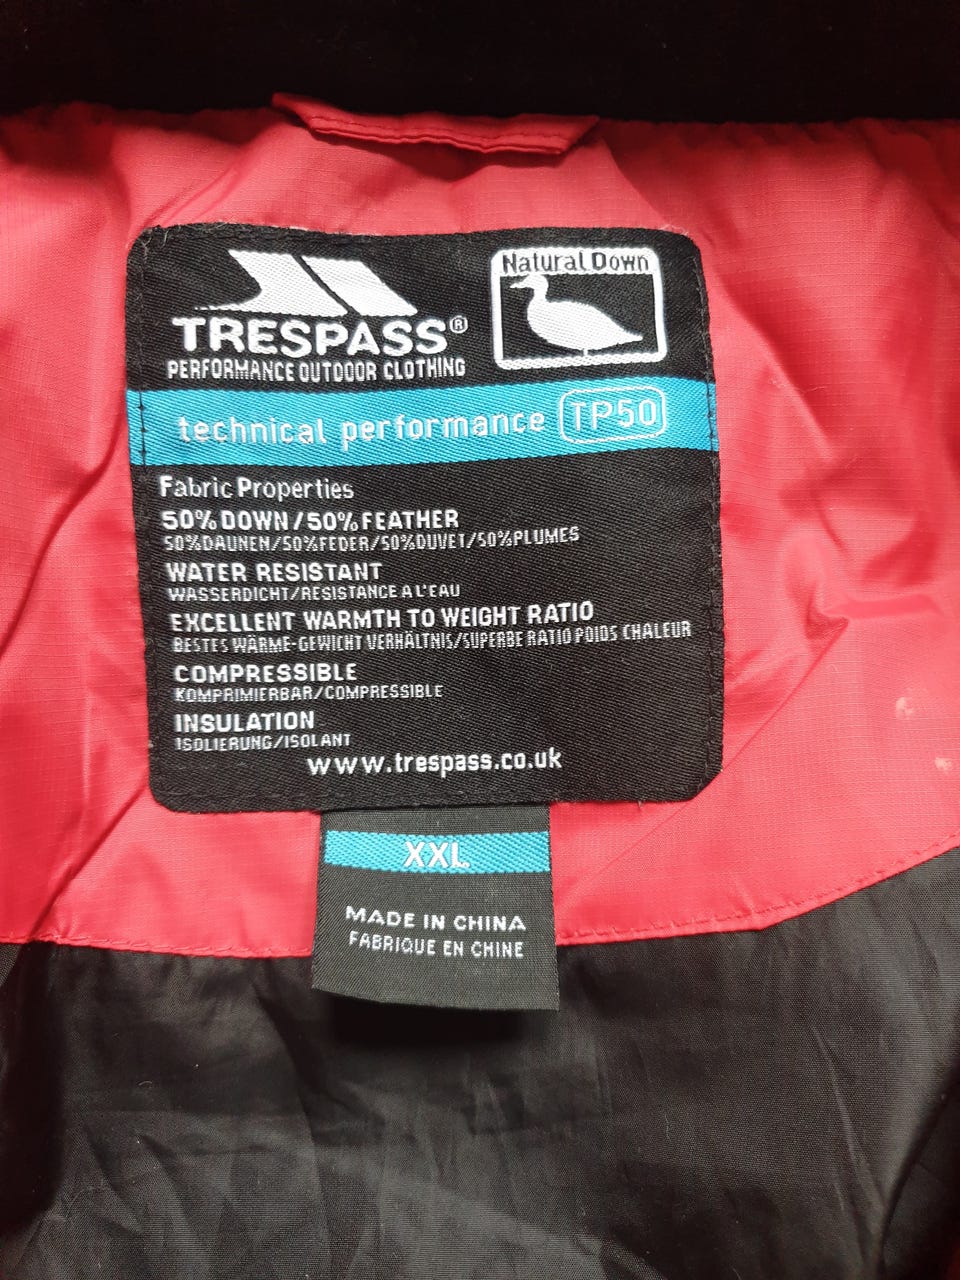 Natural Down
TRESPASS®
PERFORMANCE OUTDOOR CLOTHING
technical performance TP50
Fabric Properties
50% DOWN / 50% FEATHER
50%DAUNEN/50%FEDER/50%DUVET/50%PLUMES
WATER RESISTANT
WASSERDICHT/RESISTANCE A L'EAU
EXCELLENT WARMTH TO WEIGHT RATIO
BESTES WÄRME-GEWICHT VERHÄLTNIS/SUPERBE RATIO POIDS CHALEUR
COMPRESSIBLE
KOMPRIMIERBAR/COMPRESSIBLE
INSULATION
ISOLIERUNG/ISOLANT
www.trespass.co.uk
XXL
MADE IN CHINA
FABRIQUE EN CHINE